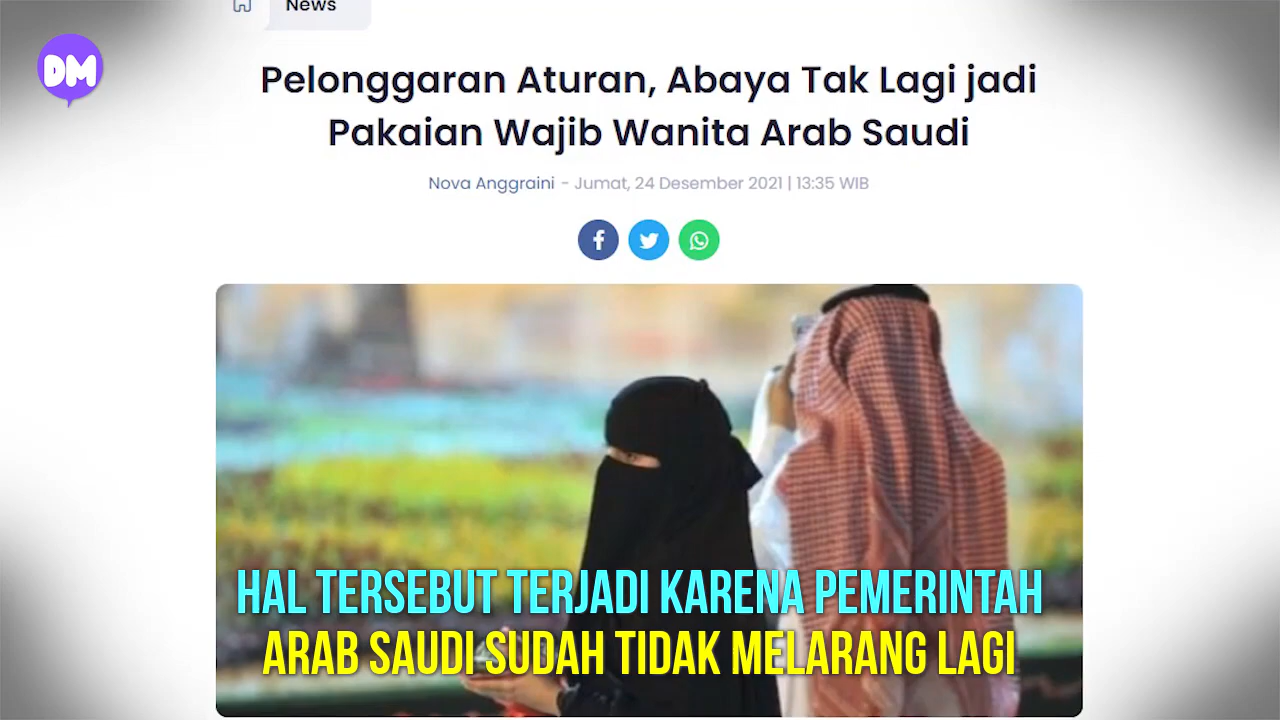 News
DM
Pelonggaran Aturan, Abaya Tak Lagi jadi
Pakaian Wajib Wanita Arab Saudi
Nova Anggraini - Jumat, 24 Desember 2021 | 13:35 WIB
HAL TERSEBUT TERJADI KARENA PEMERINTAH
ARAB SAUDI SUDAH TIDAK MELARANG LAGI